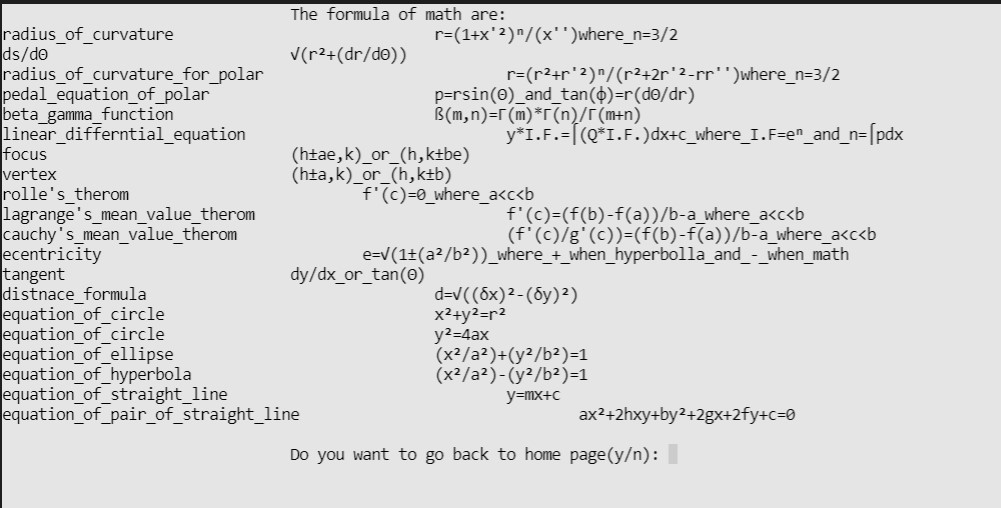 The formula of math are:
radius_of_curvature r=(1+x'²)ⁿ/(x'')where_n=3/2
ds/dΘ √(r²+(dr/dΘ))
radius_of_curvature_for_polar r=(r²+r'²)ⁿ/(r²+2r'²-rr'')where_n=3/2
pedal_equation_of_polar p=rsin(Θ)_and_tan(ϕ)=r(dΘ/dr)
beta_gamma_function ß(m,n)=Γ(m)*Γ(n)/Γ(m+n)
linear_differntial_equation y*I.F.=⌠(Q*I.F.)dx+c_where_I.F=eⁿ_and_n=⌠pdx
focus (h±ae,k)_or_(h,k±be)
vertex (h±a,k)_or_(h,k±b)
rolle's_therom f'(c)=0_where_a<c<b
lagrange's_mean_value_therom f'(c)=(f(b)-f(a))/b-a_where_a<c<b
cauchy's_mean_value_therom (f'(c)/g'(c))=(f(b)-f(a))/b-a_where_a<c<b
ecentricity e=√(1±(a²/b²))_where_+_when_hyperbolla_and_-_when_math
tangent dy/dx_or_tan(Θ)
distnace_formula d=√((δx)²-(δy)²)
equation_of_circle x²+y²=r²
equation_of_circle y²=4ax
equation_of_ellipse (x²/a²)+(y²/b²)=1
equation_of_hyperbola (x²/a²)-(y²/b²)=1
equation_of_straight_line y=mx+c
equation_of_pair_of_straight_line ax²+2hxy+by²+2gx+2fy+c=0
Do you want to go back to home page(y/n):